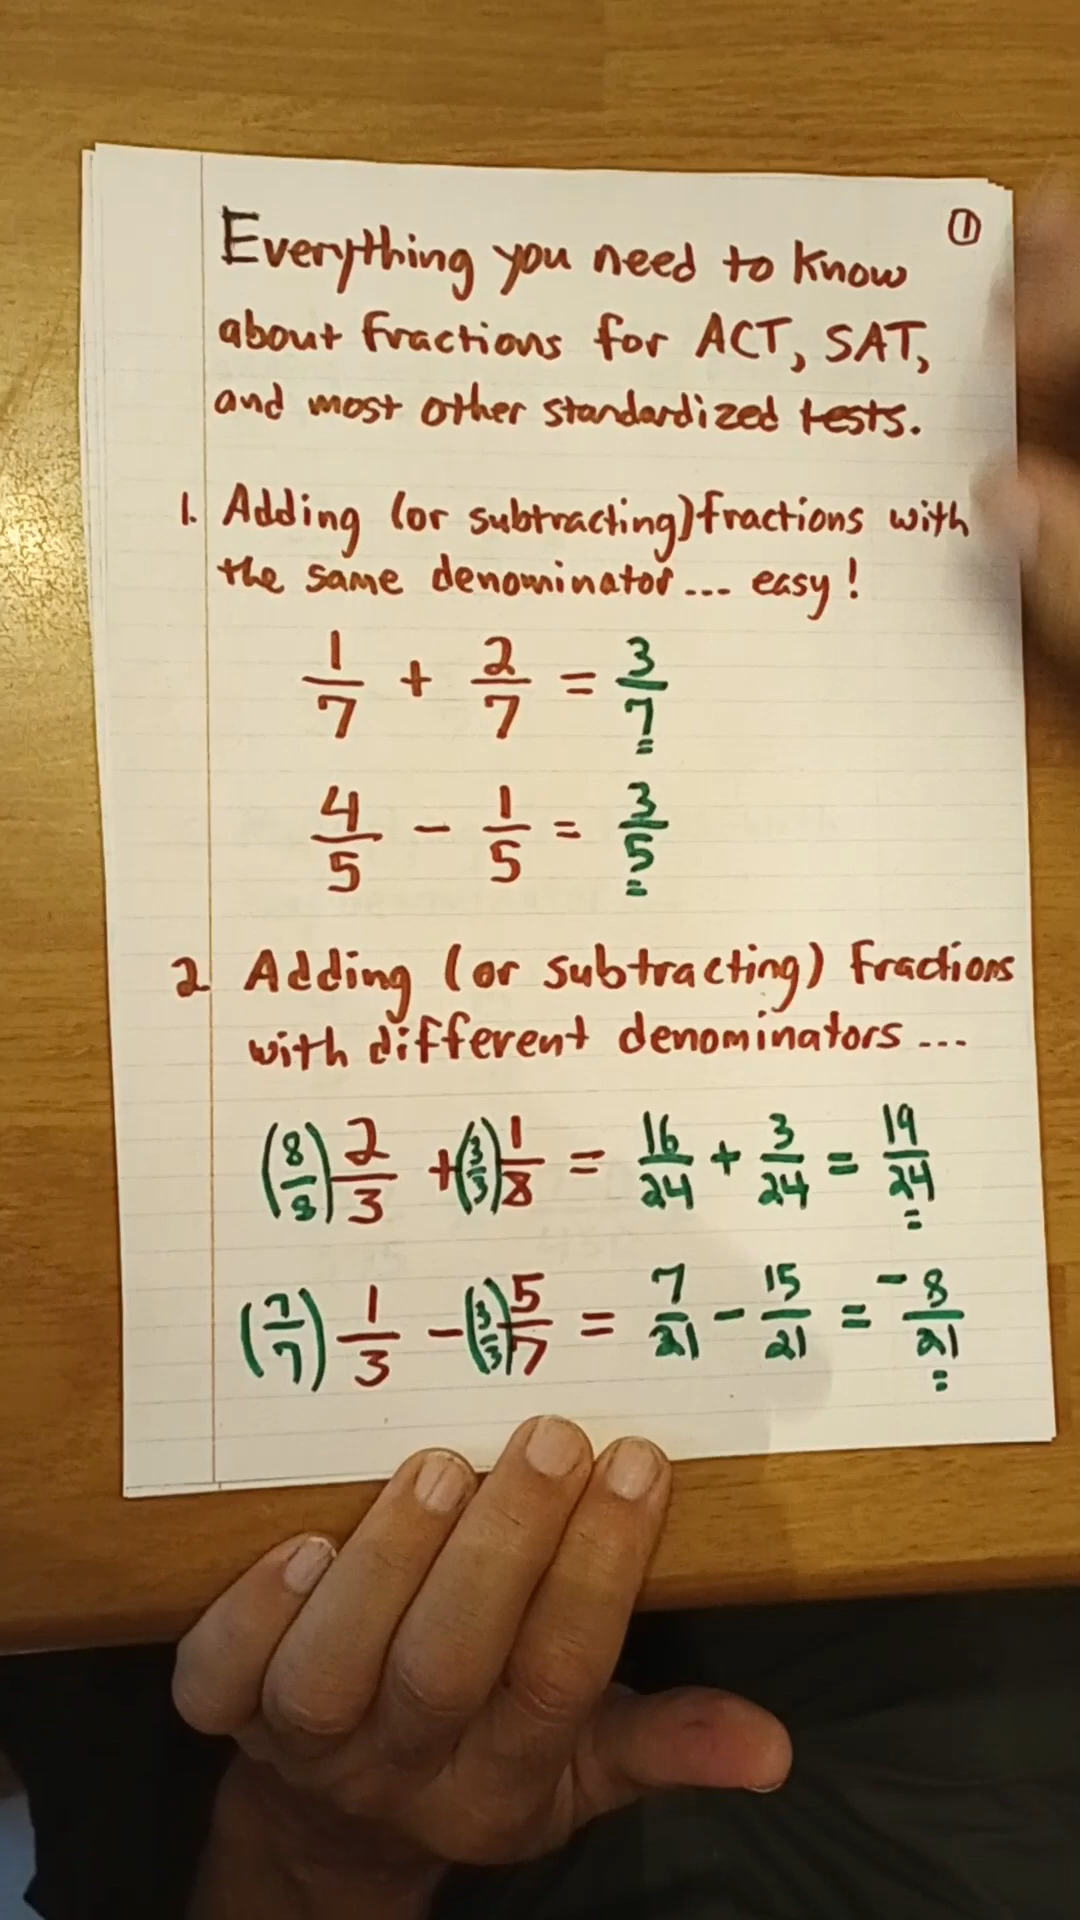 ①
Everything you need to know
about fractions for ACT, SAT,
and most other standardized tests.
1. Adding (or subtracting) fractions with
the same denominator... easy!
1/7 + 2/7 = 3/7
4/5 - 1/5 = 3/5
2 Adding (or subtracting) fractions
with different denominators...
(8/8) 2/3 + (3/3) 1/8 = 16/24 + 3/24 = 19/24
(7/7) 1/3 - (3/3) 5/7 = 7/21 - 15/21 = -8/21